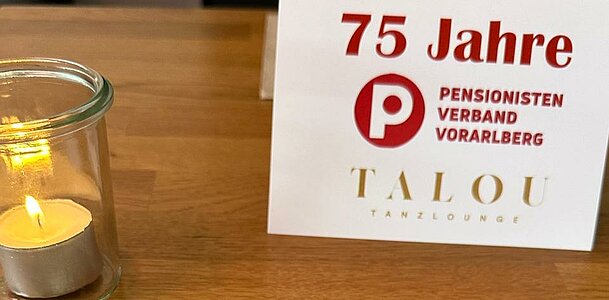 75 Jahre
P
PENSIONISTEN
VERBAND
VORARLBERG
TALOU
TANZLOUNGE